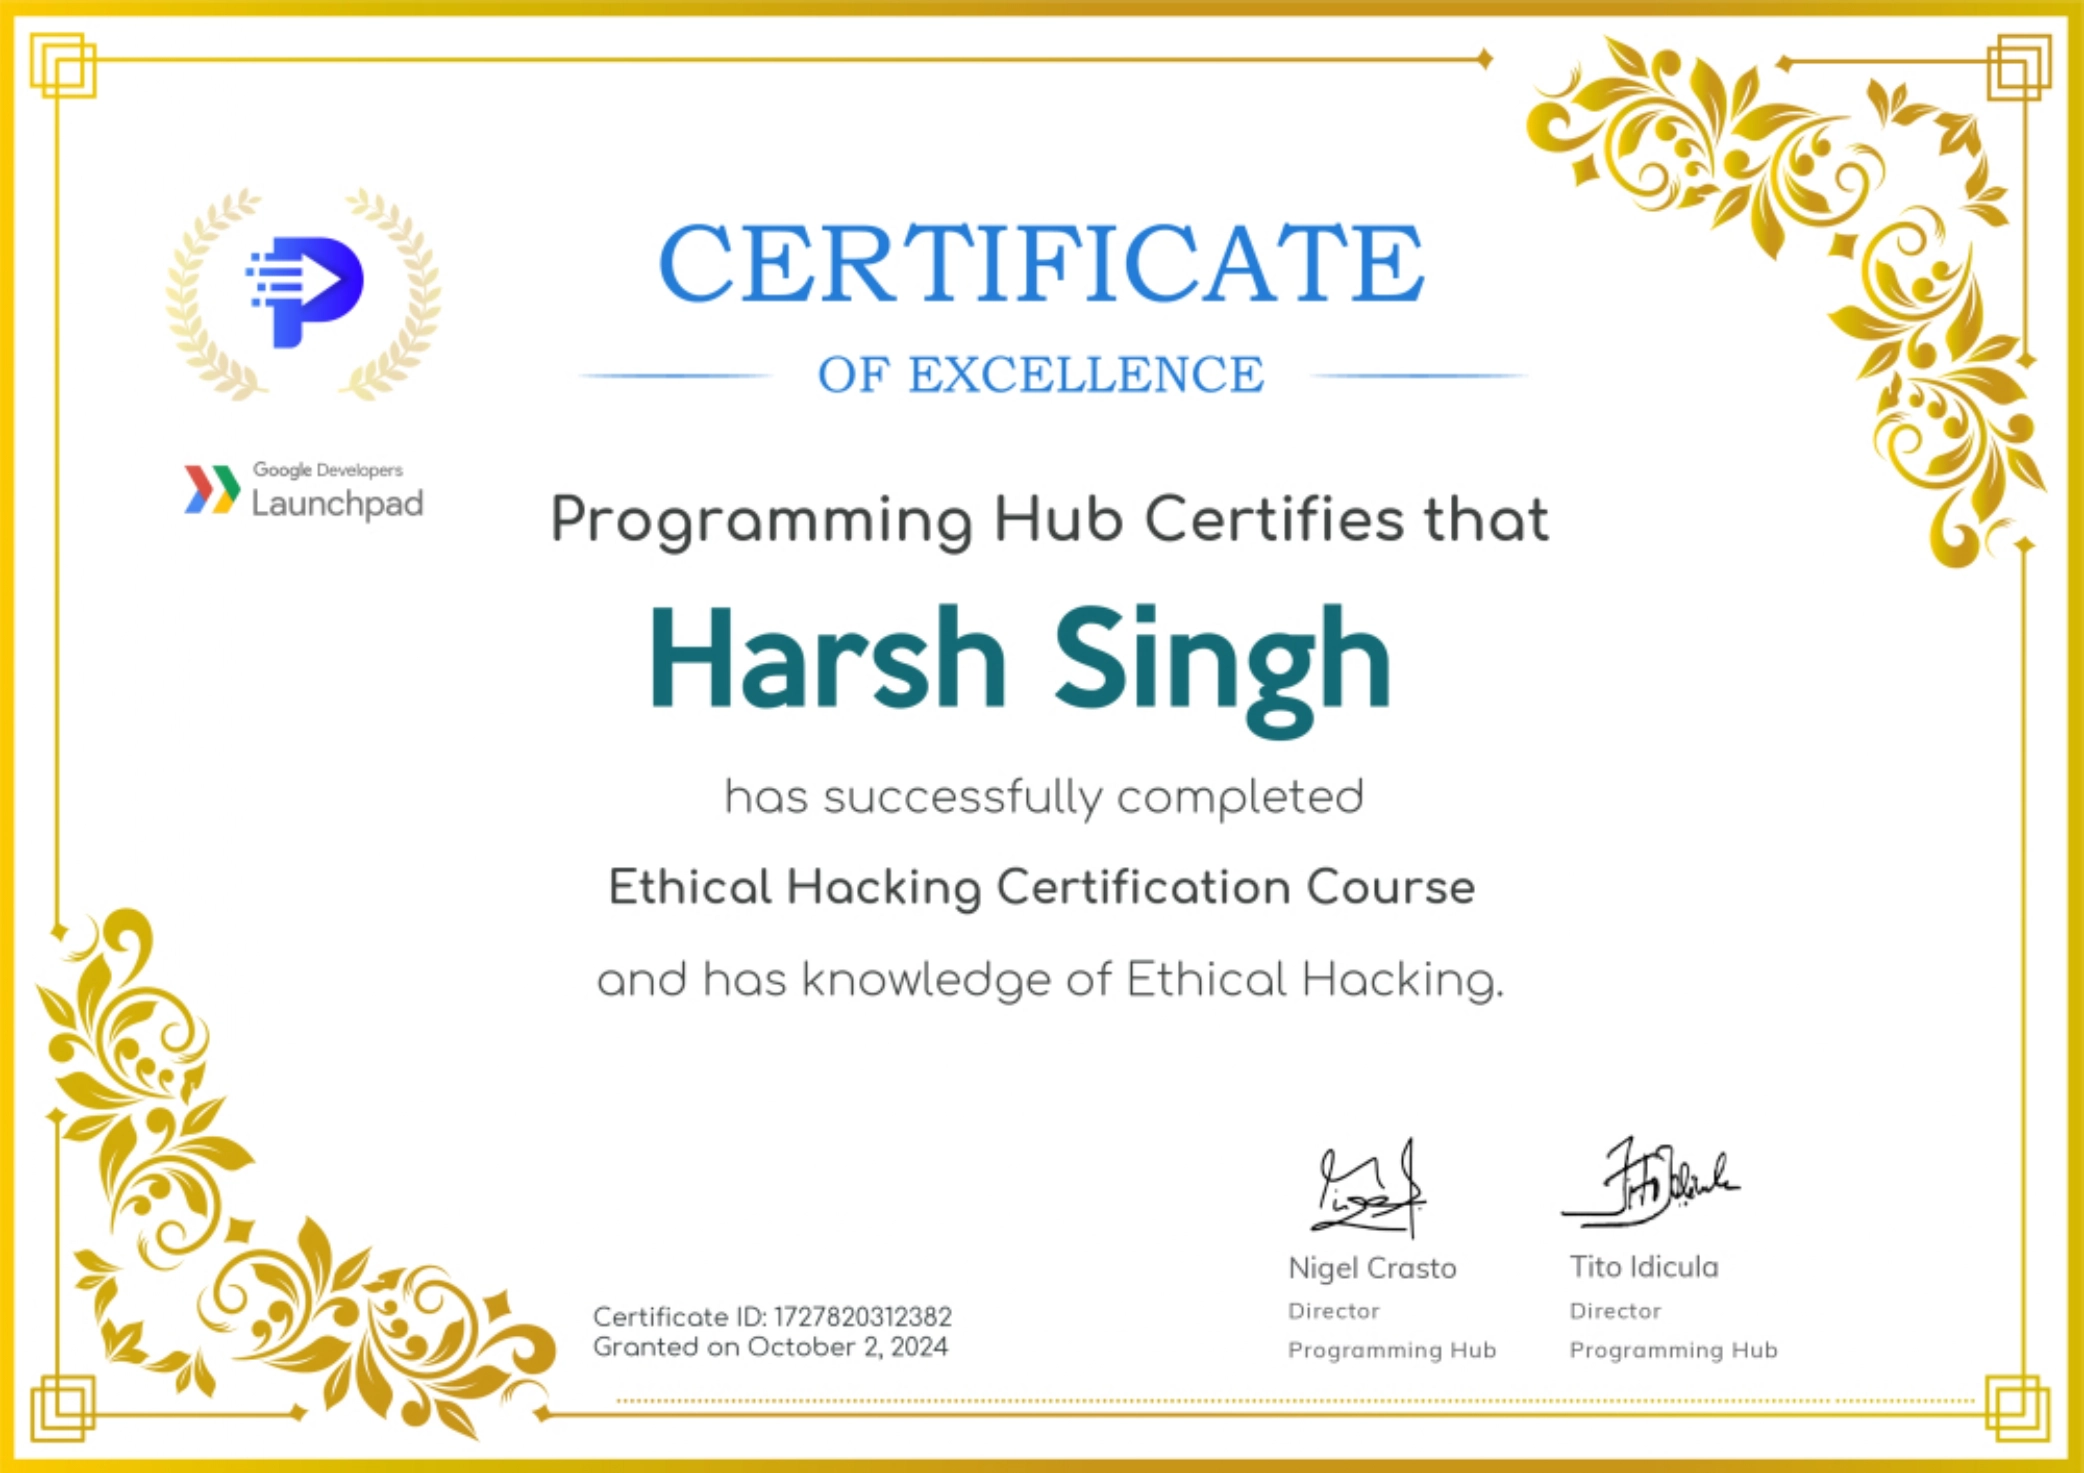 CERTIFICATE
OF EXCELLENCE
Google Developers
Launchpad
Programming Hub Certifies that
Harsh Singh
has successfully completed
Ethical Hacking Certification Course
and has knowledge of Ethical Hacking.
Certificate ID: 1727820312382
Granted on October 2, 2024
Nigel Crasto
Director
Programming Hub
Tito Idicula
Director
Programming Hub